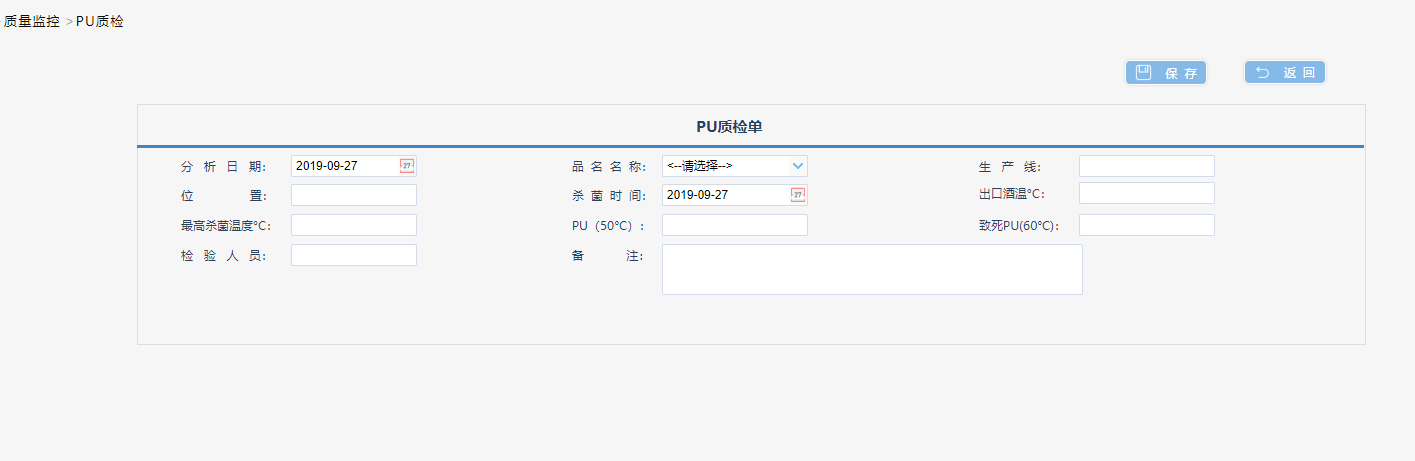 质量监控 >PU质检
保 存 返 回
PU质检单
分 析 日 期: 2019-09-27 品 名 名 称: <--请选择--> 生 产 线:
位 置: 杀 菌 时 间: 2019-09-27 出口酒温°C:
最高杀菌温度°C: PU（50°C）: 致死PU(60°C):
检 验 人 员: 备 注: